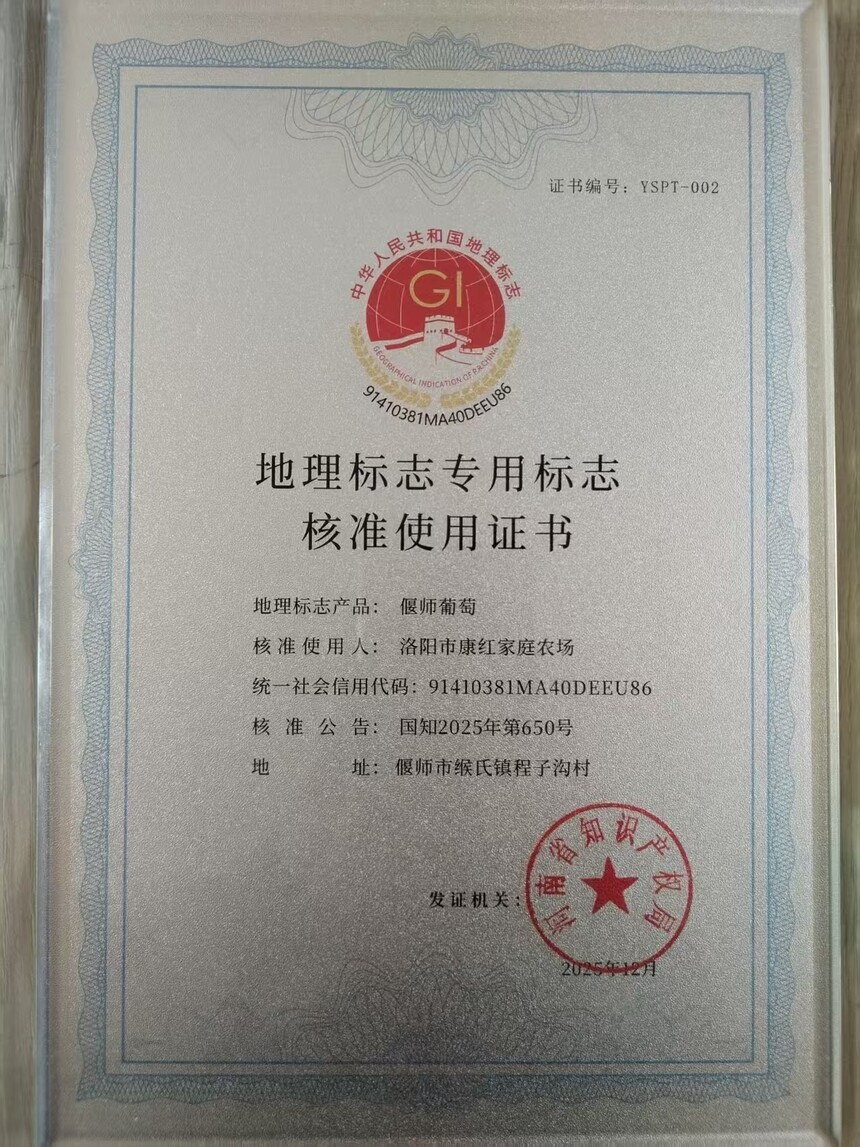 证书编号：YSPT-002
中华人民共和国地理标志
GI
GEOGRAPHICAL INDICATION OF P.R.CHINA
91410381MA40DEEU86
地理标志专用标志
核准使用证书
地理标志产品： 偃师葡萄
核准使用人： 洛阳市康红家庭农场
统一社会信用代码：91410381MA40DEEU86
核准公告： 国知2025年第650号
地址：偃师市缑氏镇程子沟村
河南省知识产权局
发证机关：
2025年12月